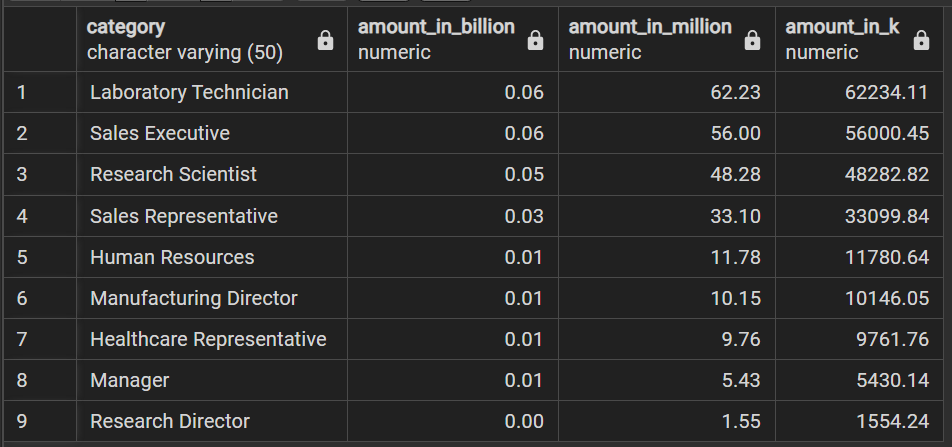 category amount_in_billion amount_in_million amount_in_k
character varying (50) numeric numeric numeric
1 Laboratory Technician 0.06 62.23 62234.11
2 Sales Executive 0.06 56.00 56000.45
3 Research Scientist 0.05 48.28 48282.82
4 Sales Representative 0.03 33.10 33099.84
5 Human Resources 0.01 11.78 11780.64
6 Manufacturing Director 0.01 10.15 10146.05
7 Healthcare Representative 0.01 9.76 9761.76
8 Manager 0.01 5.43 5430.14
9 Research Director 0.00 1.55 1554.24